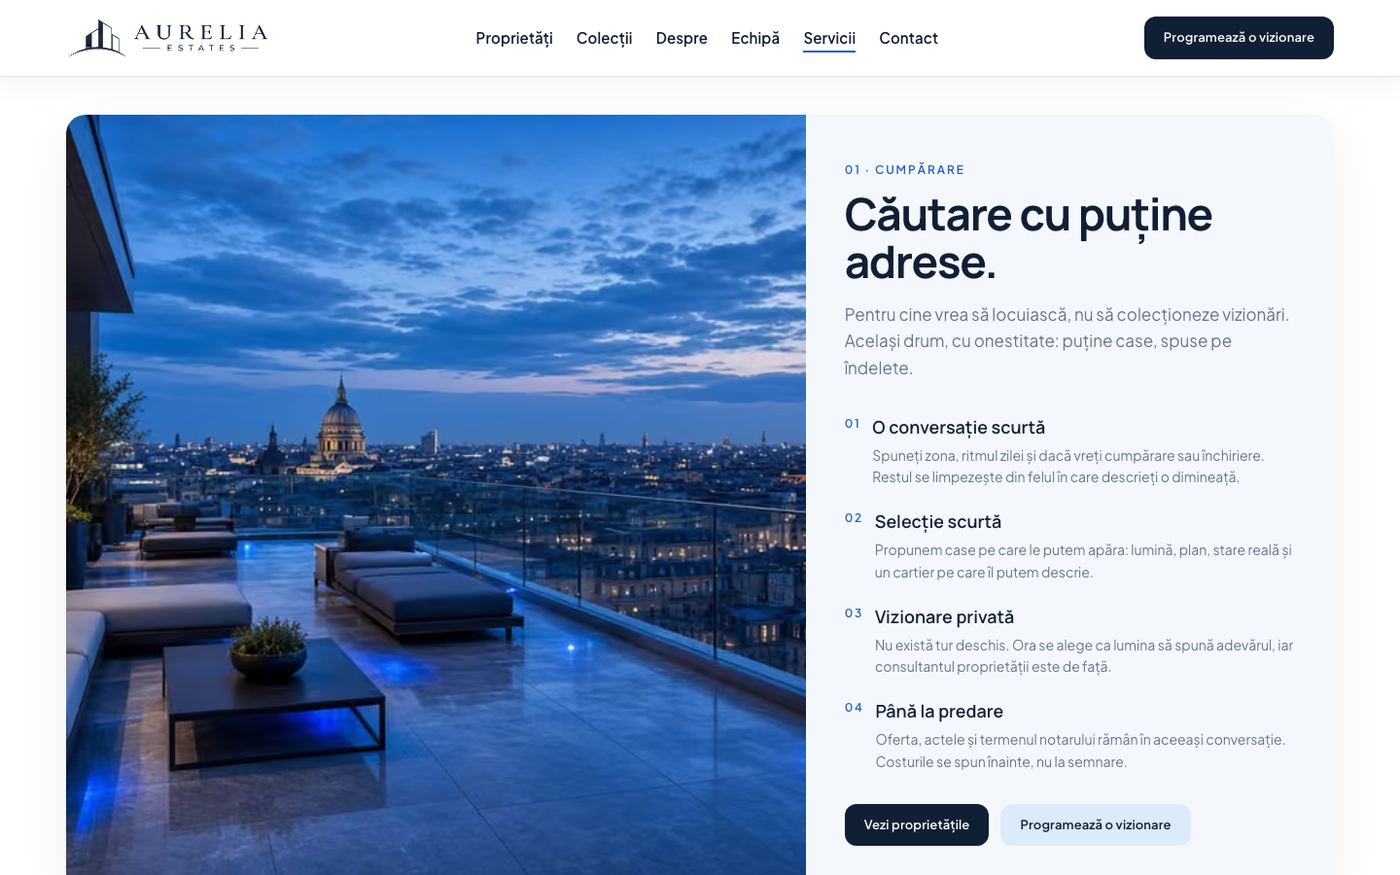 AURELIA
ESTATES
Proprietăți
Colecții
Despre
Echipă
Servicii
Contact
Programează o vizionare
01 · CUMPĂRARE
Căutare cu puține
adrese.
Pentru cine vrea să locuiască, nu să colecționeze vizionări.
Același drum, cu onestitate: puține case, spuse pe
îndelete.
01
O conversație scurtă
Spuneți zona, ritmul zilei și dacă vreți cumpărare sau închiriere.
Restul se limpezește din felul în care descrieți o dimineață.
02
Selecție scurtă
Propunem case pe care le putem apăra: lumină, plan, stare reală și
un cartier pe care îl putem descrie.
03
Vizionare privată
Nu există tur deschis. Ora se alege ca lumina să spună adevărul, iar
consultantul proprietății este de față.
04
Până la predare
Oferta, actele și termenul notarului rămân în aceeași conversație.
Costurile se spun înainte, nu la semnare.
Vezi proprietățile
Programează o vizionare